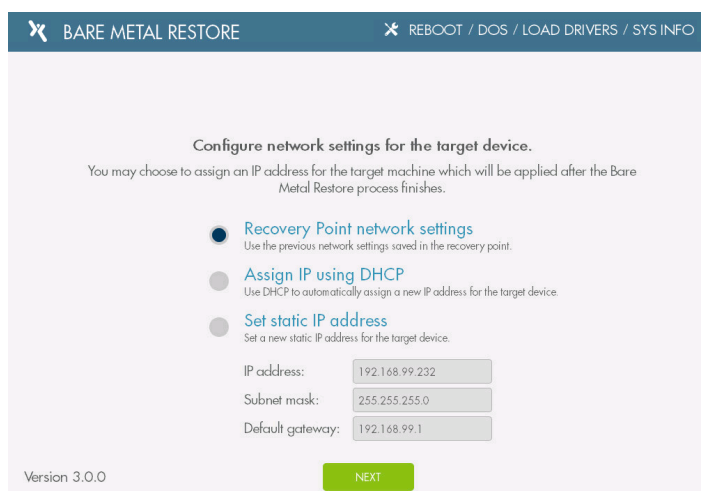 BARE METAL RESTORE
REBOOT / DOS / LOAD DRIVERS / SYS INFO
Configure network settings for the target device.
You may choose to assign an IP address for the target machine which will be applied after the Bare
Metal Restore process finishes.
Recovery Point network settings
Use the previous network settings saved in the recovery point.
Assign IP using DHCP
Use DHCP to automatically assign a new IP address for the target device.
Set static IP address
Set a new static IP address for the target device.
IP address: 192.168.99.232
Subnet mask: 255.255.255.0
Default gateway: 192.168.99.1
Version 3.0.0
NEXT